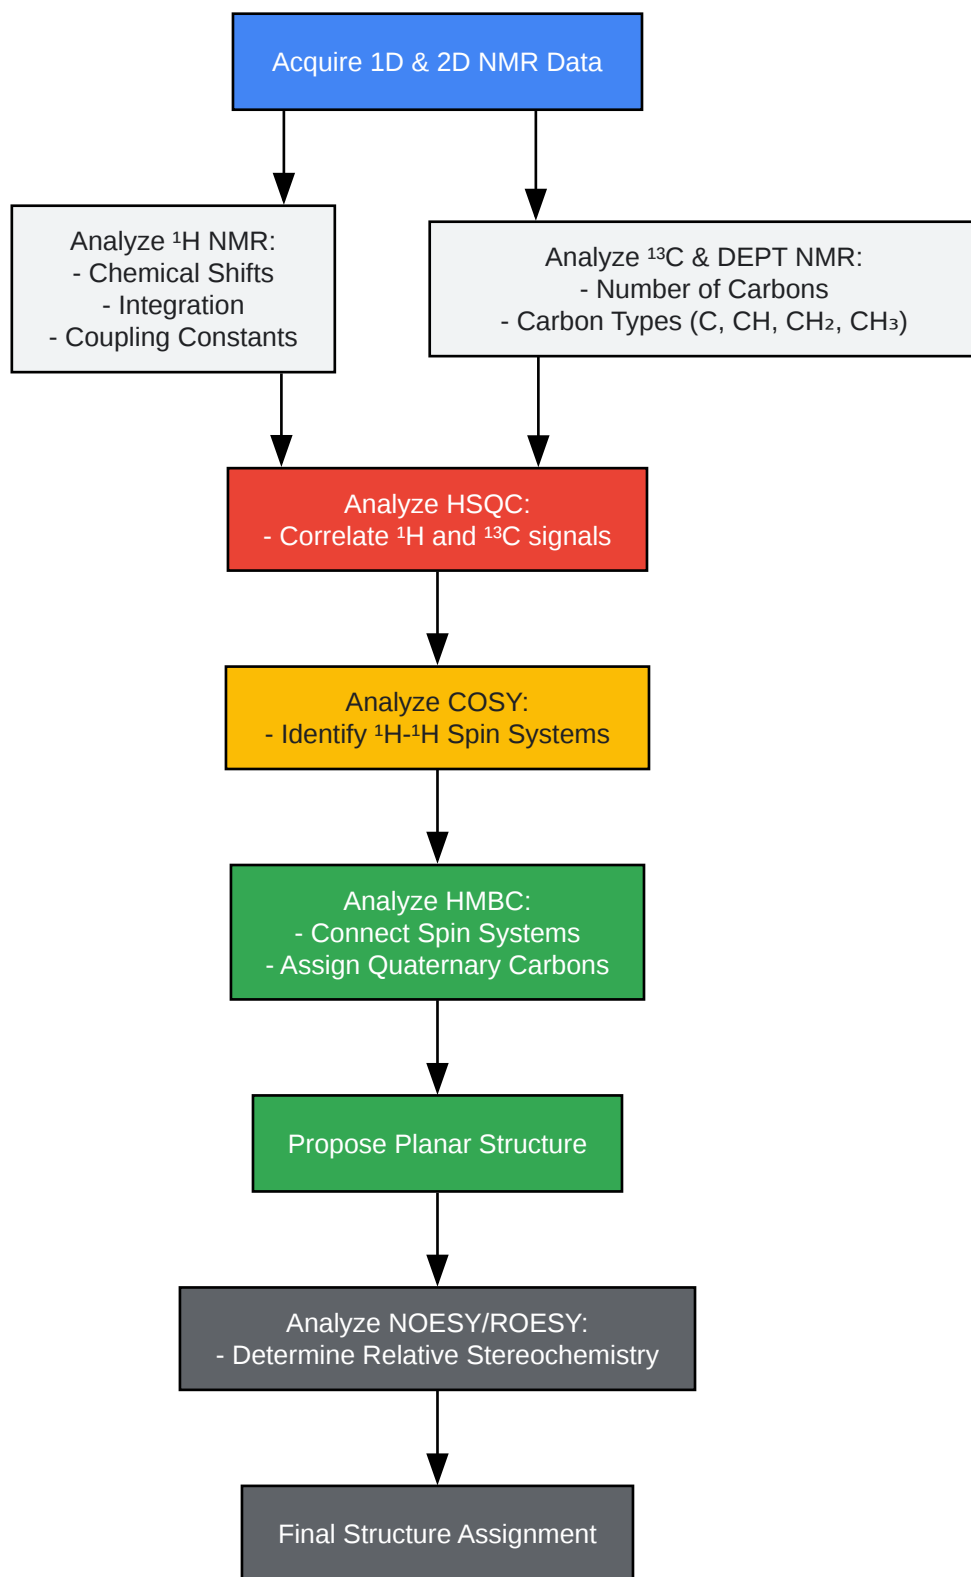 Acquire 1D & 2D NMR Data
Analyze ¹H NMR:
- Chemical Shifts
- Integration
- Coupling Constants
Analyze ¹³C & DEPT NMR:
- Number of Carbons
- Carbon Types (C, CH, CH₂, CH₃)
Analyze HSQC:
- Correlate ¹H and ¹³C signals
Analyze COSY:
- Identify ¹H-¹H Spin Systems
Analyze HMBC:
- Connect Spin Systems
- Assign Quaternary Carbons
Propose Planar Structure
Analyze NOESY/ROESY:
- Determine Relative Stereochemistry
Final Structure Assignment